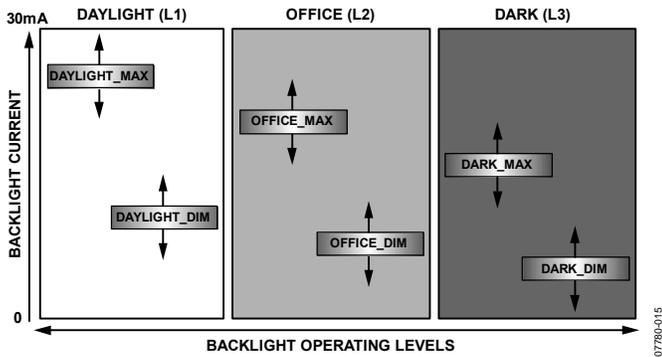 DAYLIGHT (L1)
OFFICE (L2)
DARK (L3)
30mA
BACKLIGHT CURRENT
0
DAYLIGHT_MAX
DAYLIGHT_DIM
OFFICE_MAX
OFFICE_DIM
DARK_MAX
DARK_DIM
BACKLIGHT OPERATING LEVELS
07780-015